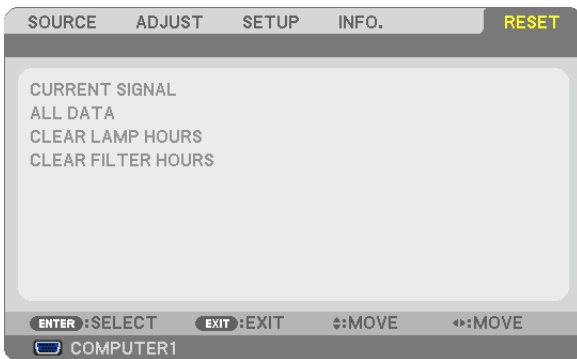 SOURCE ADJUST SETUP INFO. RESET
CURRENT SIGNAL
ALL DATA
CLEAR LAMP HOURS
CLEAR FILTER HOURS
ENTER :SELECT EXIT :EXIT :MOVE :MOVE
COMPUTER1